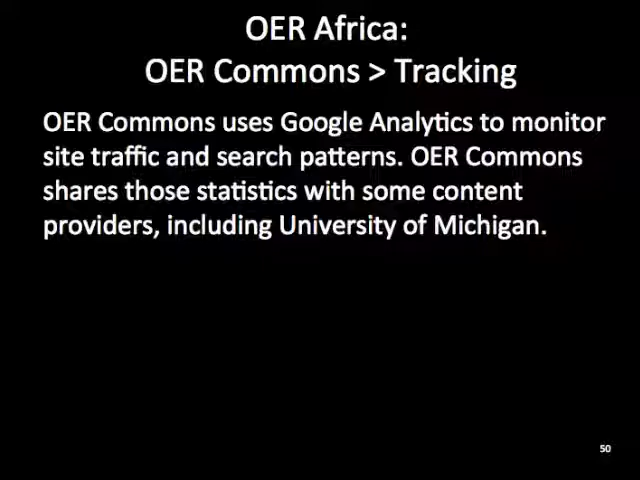 OER Africa:
OER Commons > Tracking
OER Commons uses Google Analytics to monitor
site traffic and search patterns. OER Commons
shares those statistics with some content
providers, including University of Michigan.
50